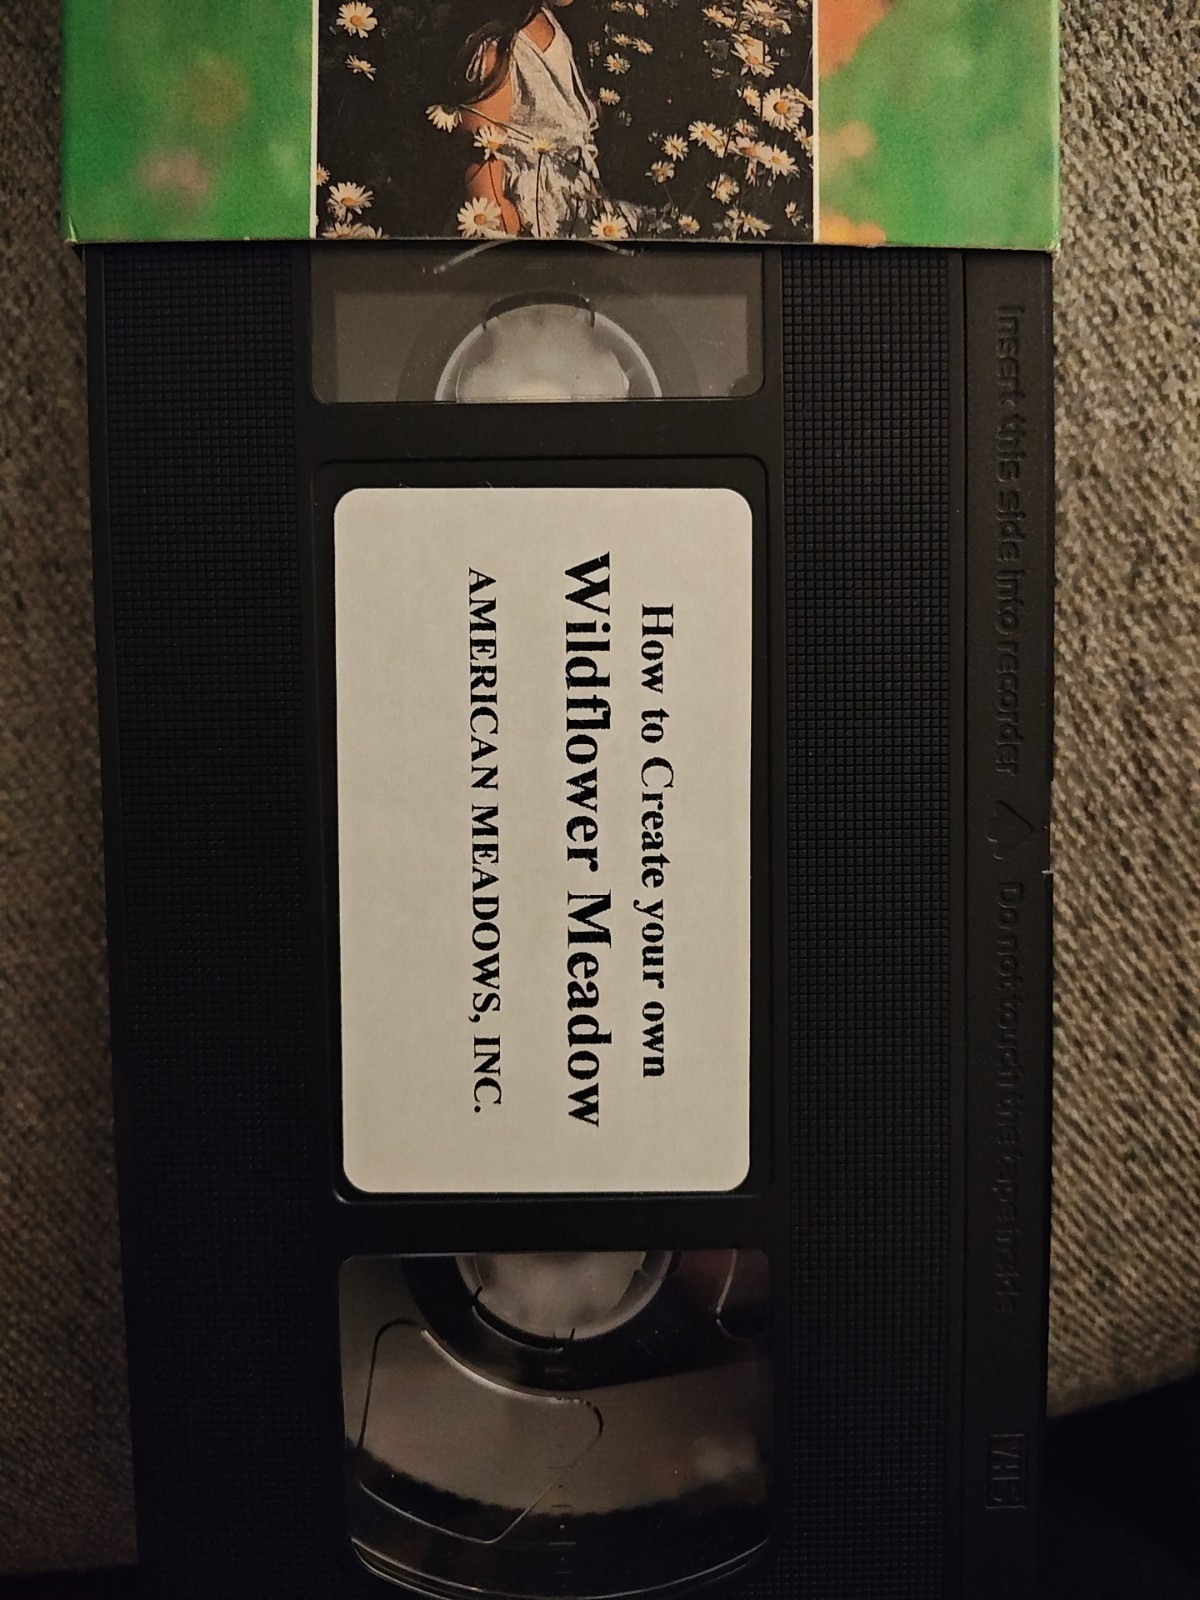 How to Create your own
Wildflower Meadow
AMERICAN MEADOWS, INC.
Insert this side into recorder △ Do not touch the tape inside
VHS